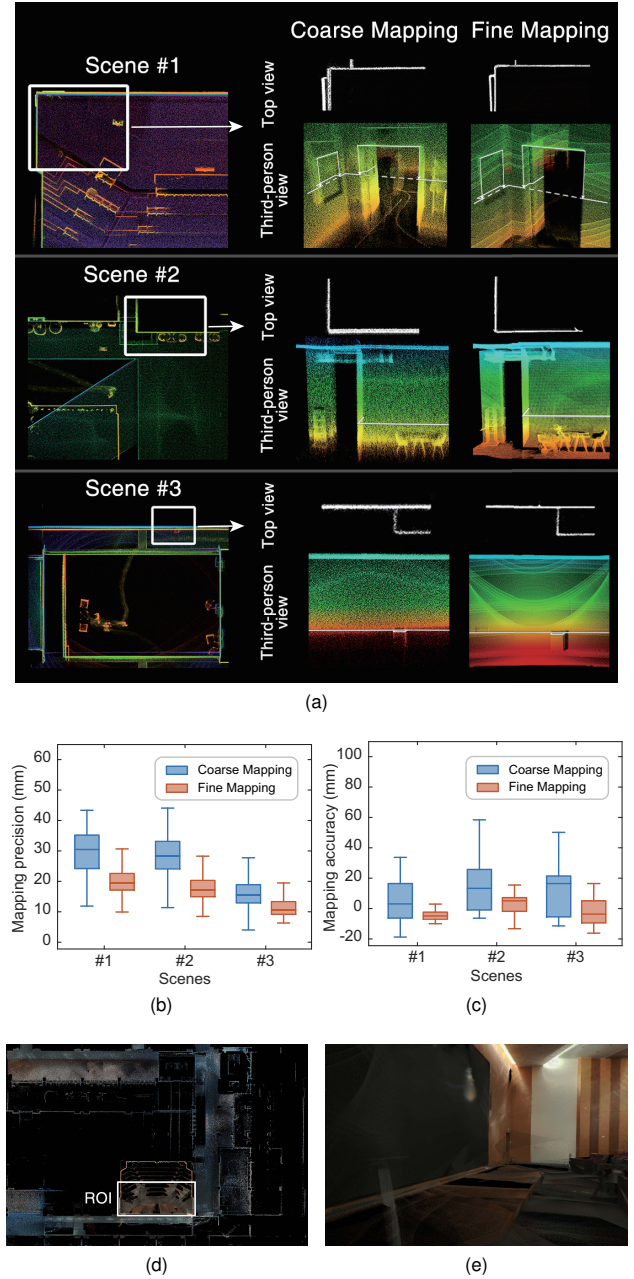 Coarse Mapping Fine Mapping
Scene #1
Top view
Third-person
view
Scene #2
Top view
Third-person
view
Scene #3
Top view
Third-person
view
(a)
Mapping precision (mm)
60
50
40
30
20
10
0
Coarse Mapping
Fine Mapping
#1 #2 #3
Scenes
(b)
Mapping accuracy (mm)
100
80
60
40
20
0
-20
Coarse Mapping
Fine Mapping
#1 #2 #3
Scenes
(c)
ROI
(d)
(e)